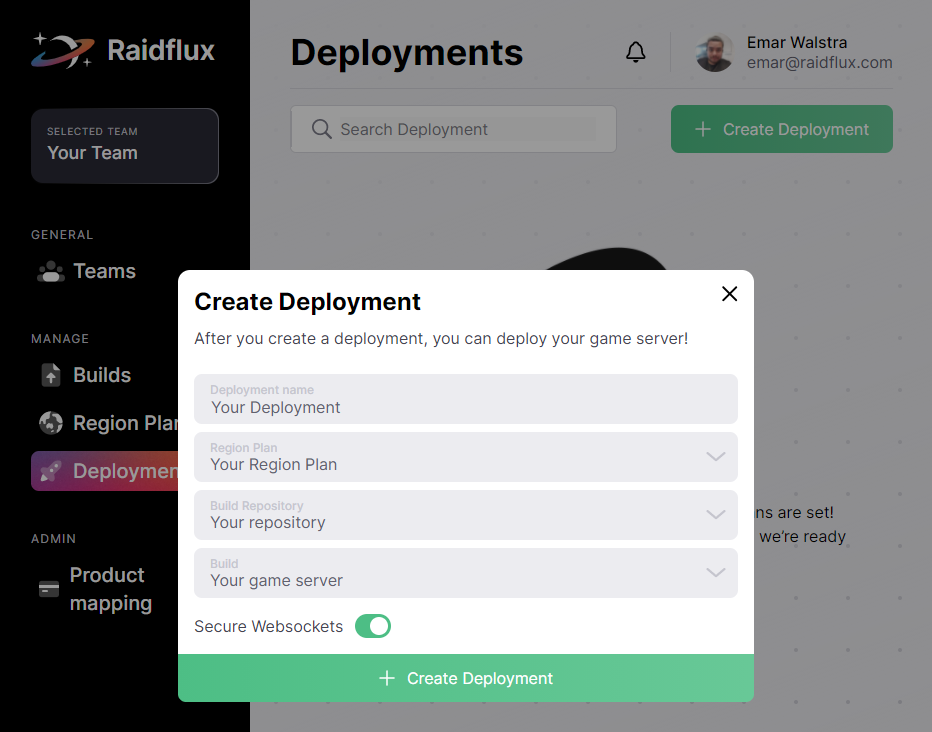 Raidflux
Deployments
Emar Walstra
emar@raidflux.com
SELECTED TEAM
Your Team
Search Deployment
Create Deployment
GENERAL
Teams
MANAGE
Builds
Region Plan
Deploymen
ADMIN
Product
mapping
Create Deployment
After you create a deployment, you can deploy your game server!
Deployment name
Your Deployment
Region Plan
Your Region Plan
Build Repository
Your repository
Build
Your game server
Secure Websockets
Create Deployment
ns are set!
we’re ready